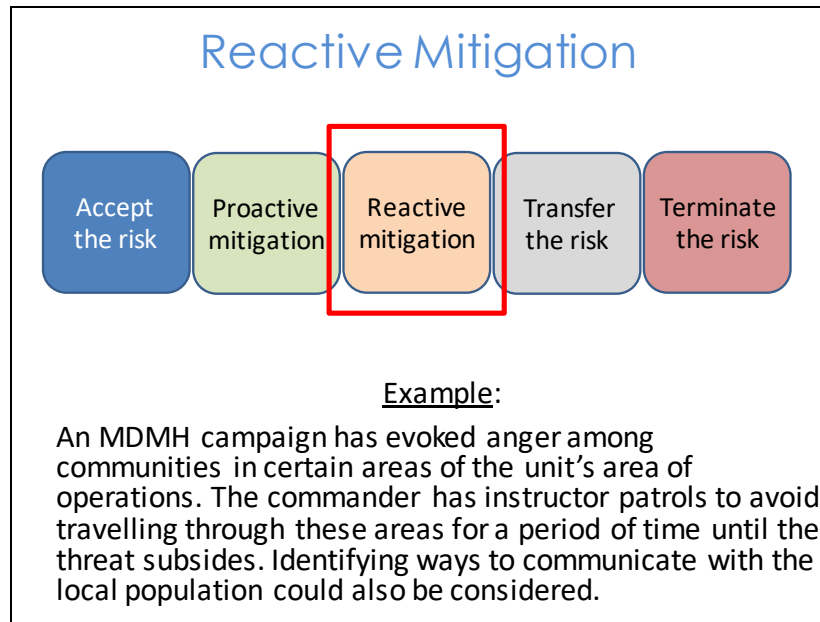 Reactive Mitigation
Accept
the risk
Proactive
mitigation
Reactive
mitigation
Transfer
the risk
Terminate
the risk
Example:
An MDMH campaign has evoked anger among
communities in certain areas of the unit's area of
operations. The commander has instructor patrols to avoid
travelling through these areas for a period of time until the
threat subsides. Identifying ways to communicate with the
local population could also be considered.